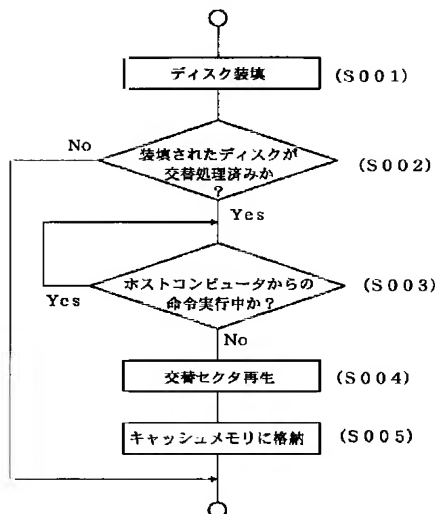 ディスク装填
(S001)
No
装填されたディスクが
交替処理済みか
?
(S002)
Yes
ホストコンピュータからの
命令実行中か?
(S003)
Yes
No
交替セクタ再生
(S004)
キャッシュメモリに格納
(S005)